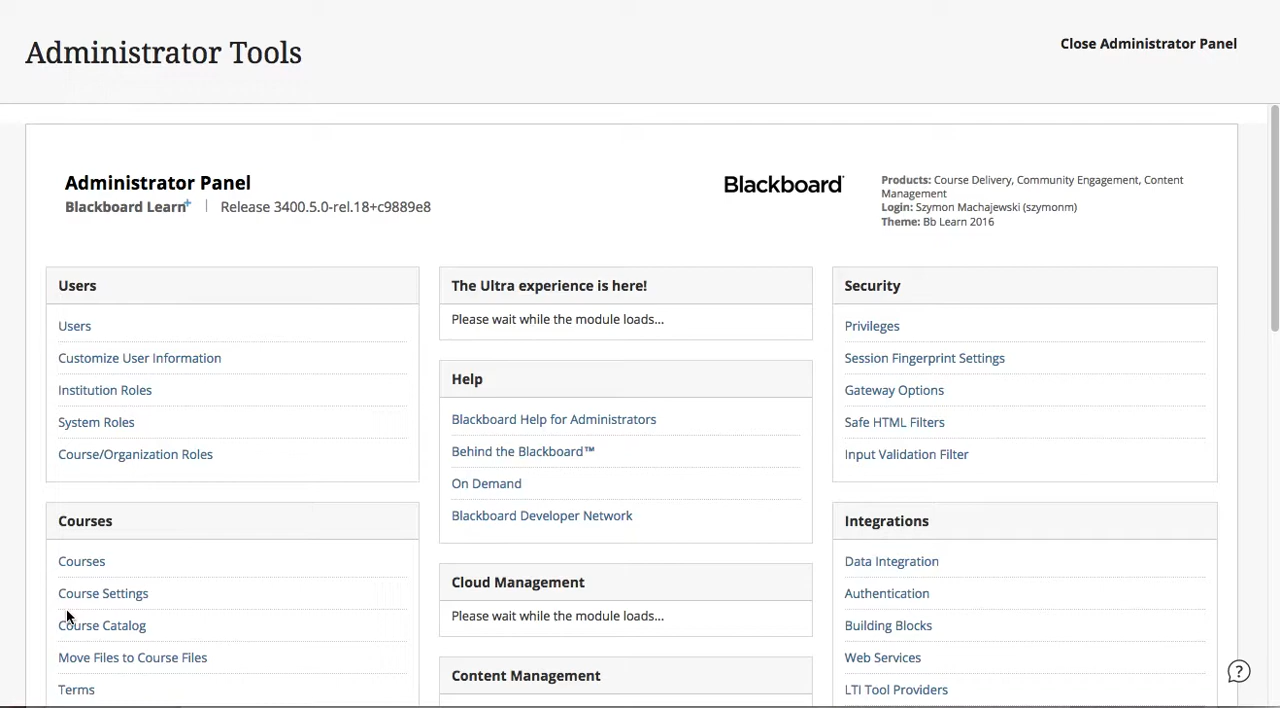 Administrator Tools
Close Administrator Panel
Administrator Panel
Blackboard Learn+ | Release 3400.5.0-rel.18+c9889e8
Blackboard
Products: Course Delivery, Community Engagement, Content
Management
Login: Szymon Machajewski (szymonm)
Theme: Bb Learn 2016
Users
Users
Customize User Information
Institution Roles
System Roles
Course/Organization Roles
Courses
Courses
Course Settings
Course Catalog
Move Files to Course Files
Terms
The Ultra experience is here!
Please wait while the module loads...
Help
Blackboard Help for Administrators
Behind the Blackboard™
On Demand
Blackboard Developer Network
Cloud Management
Please wait while the module loads...
Content Management
Security
Privileges
Session Fingerprint Settings
Gateway Options
Safe HTML Filters
Input Validation Filter
Integrations
Data Integration
Authentication
Building Blocks
Web Services
LTI Tool Providers
?